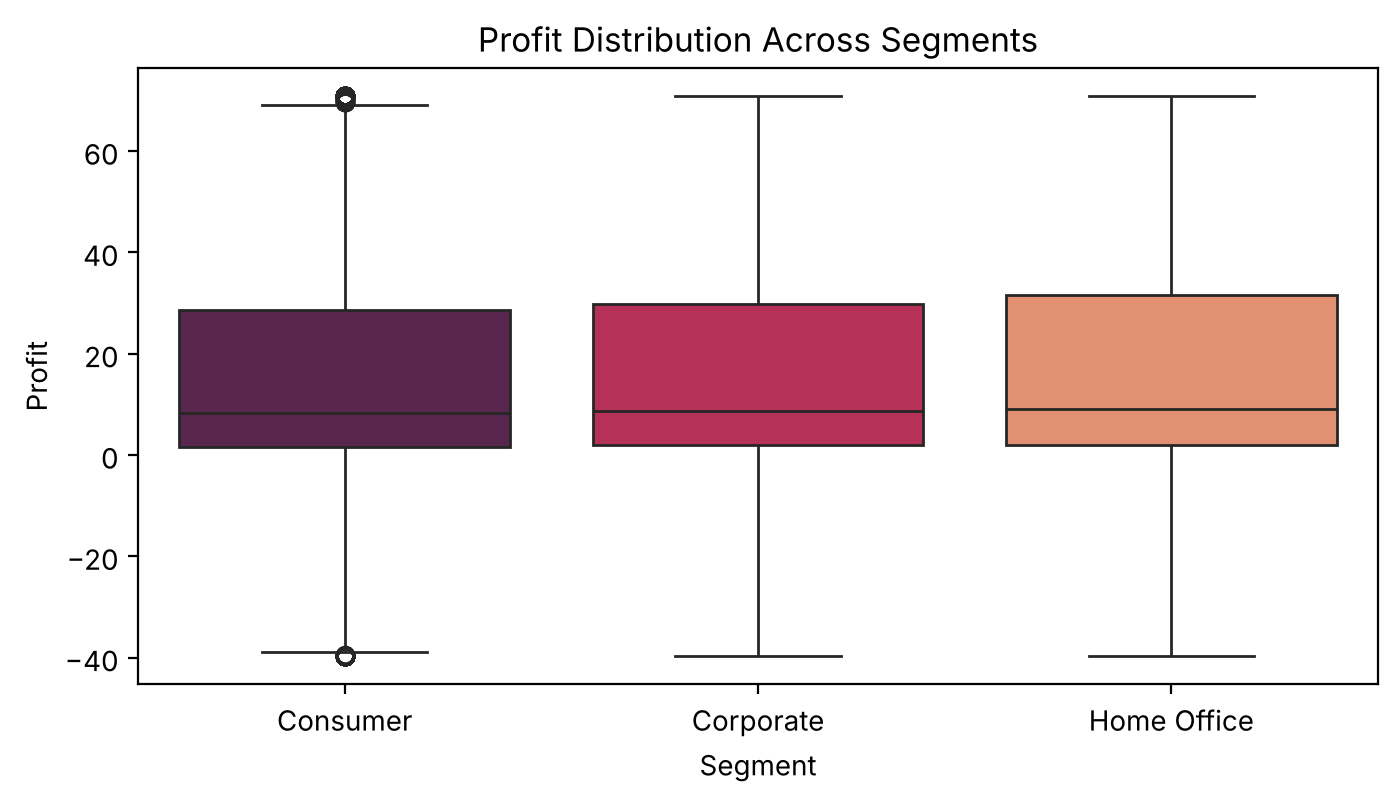 Profit Distribution Across Segments
Profit
60
40
20
0
−20
−40
Consumer
Corporate
Home Office
Segment